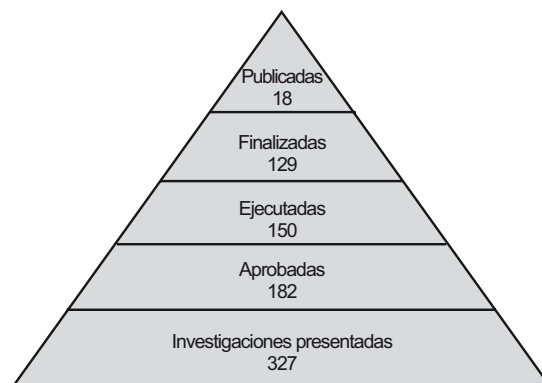 Publicadas
18
Finalizadas
129
Ejecutadas
150
Aprobadas
182
Investigaciones presentadas
327